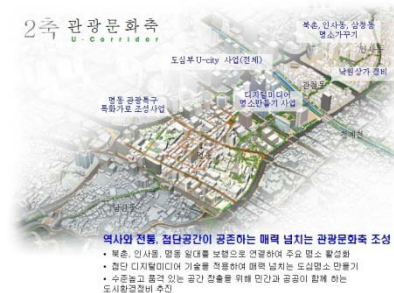 2축 관광문화축
U-Corridor
북촌, 인사동, 삼청동
명소가꾸기
도심부 U-city 사업(전체)
낙원상가 정비
관철동
명동 관광특구
특화가로 조성사업
디지털미디어
명소만들기 사업
청계천
역사와 전통, 첨단공간이 공존하는 매력 넘치는 관광문화축 조성
• 북촌, 인사동, 명동 일대를 보행으로 연결하여 주요 명소 활성화
• 첨단 디지털미디어 기술을 적용하여 매력 넘치는 도심명소 만들기
• 수준높고 품격 있는 공간 창출을 위해 민간과 공공이 함께 하는
도시환경정비 추진